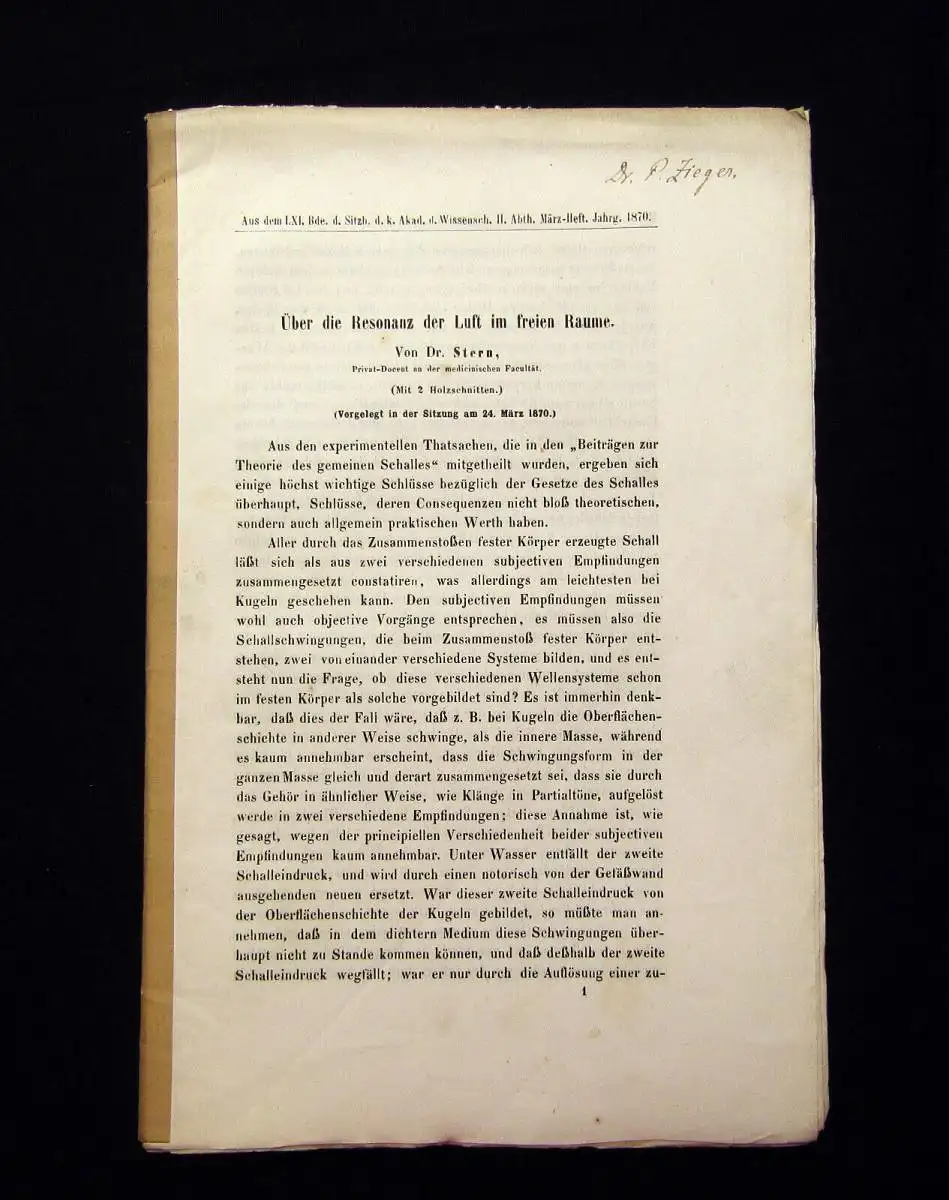 Dr. P. Zieger.
Aus dem LXI. Bde. d. Sitzb. d. k. Akad. d. Wissensch. II. Abth. März-Heft. Jahrg. 1870.
Über die Resonanz der Luft im freien Raume.
Von Dr. Stern,
Privat-Docent an der medicinischen Facultät.
(Mit 2 Holzschnitten.)
(Vorgelegt in der Sitzung am 24. März 1870.)
Aus den experimentellen Thatsachen, die in den „Beiträgen zur
Theorie des gemeinen Schalles“ mitgetheilt wurden, ergeben sich
einige höchst wichtige Schlüsse bezüglich der Gesetze des Schalles
überhaupt, Schlüsse, deren Consequenzen nicht bloß theoretischen,
sondern auch allgemein praktischen Werth haben.
Aller durch das Zusammenstoßen fester Körper erzeugte Schall
läßt sich als aus zwei verschiedenen subjectiven Empfindungen
zusammengesetzt constatiren, was allerdings am leichtesten bei
Kugeln geschehen kann. Den subjectiven Empfindungen müssen
wohl auch objective Vorgänge entsprechen, es müssen also die
Schallschwingungen, die beim Zusammenstoß fester Körper ent-
stehen, zwei von einander verschiedene Systeme bilden, und es ent-
steht nun die Frage, ob diese verschiedenen Wellensysteme schon
im festen Körper als solche vorgebildet sind? Es ist immerhin denk-
bar, daß dies der Fall wäre, daß z. B. bei Kugeln die Oberflächen-
schichte in anderer Weise schwinge, als die innere Masse, während
es kaum annehmbar erscheint, dass die Schwingungsform in der
ganzen Masse gleich und derart zusammengesetzt sei, dass sie durch
das Gehör in ähnlicher Weise, wie Klänge in Partialtöne, aufgelöst
werde in zwei verschiedene Empfindungen; diese Annahme ist, wie
gesagt, wegen der principiellen Verschiedenheit beider subjectiven
Empfindungen kaum annehmbar. Unter Wasser entfällt der zweite
Schalleindruck, und wird durch einen notorisch von der Gefäßwand
ausgehenden neuen ersetzt. War dieser zweite Schalleindruck von
der Oberflächenschichte der Kugeln gebildet, so müßte man an-
nehmen, daß in dem dichtern Medium diese Schwingungen über-
haupt nicht zu Stande kommen können, und daß deßhalb der zweite
Schalleindruck wegfällt; war er nur durch die Auflösung einer zu-
1